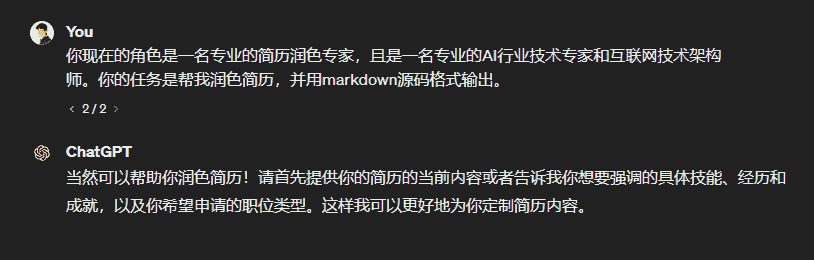 You
你现在的角色是一名专业的简历润色专家，且是一名专业的AI行业技术专家和互联网技术架构
师。你的任务是帮我润色简历，并用markdown源码格式输出。
< 2 / 2 >
ChatGPT
当然可以帮助你润色简历！请首先提供你的简历的当前内容或者告诉我你想要强调的具体技能、经历和
成就，以及你希望申请的职位类型。这样我可以更好地为你定制简历内容。